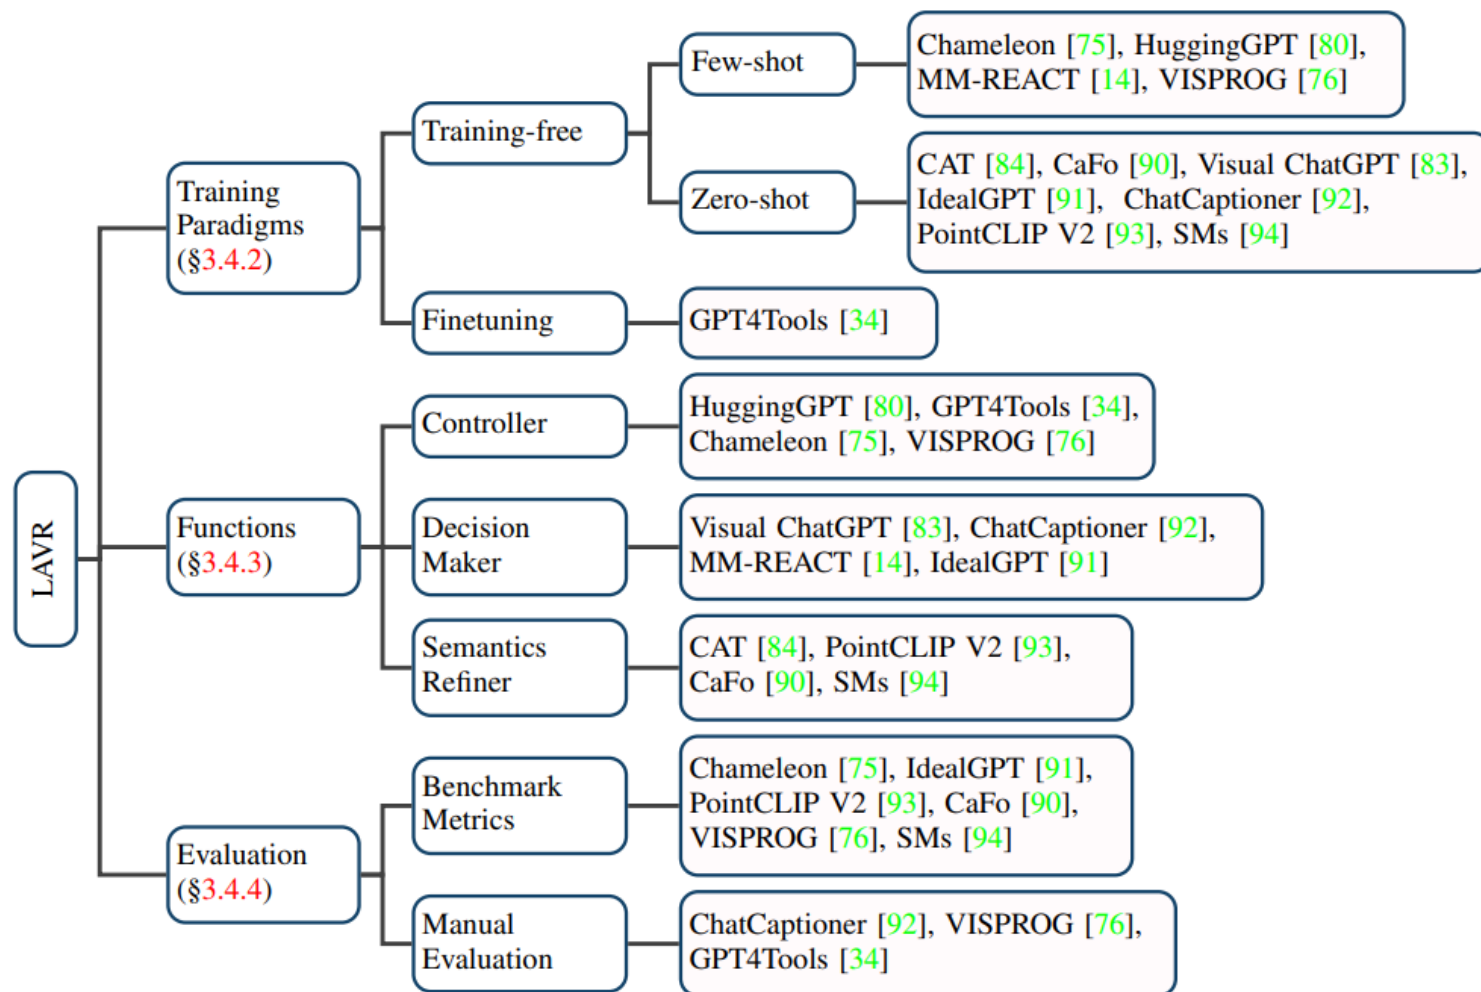 LAVR
Training
Paradigms
(§3.4.2)
Training-free
Few-shot
Chameleon [75], HuggingGPT [80],
MM-REACT [14], VISPROG [76]
Zero-shot
CAT [84], CaFo [90], Visual ChatGPT [83],
IdealGPT [91], ChatCaptioner [92],
PointCLIP V2 [93], SMs [94]
Finetuning
GPT4Tools [34]
Functions
(§3.4.3)
Controller
HuggingGPT [80], GPT4Tools [34],
Chameleon [75], VISPROG [76]
Decision
Maker
Visual ChatGPT [83], ChatCaptioner [92],
MM-REACT [14], IdealGPT [91]
Semantics
Refiner
CAT [84], PointCLIP V2 [93],
CaFo [90], SMs [94]
Evaluation
(§3.4.4)
Benchmark
Metrics
Chameleon [75], IdealGPT [91],
PointCLIP V2 [93], CaFo [90],
VISPROG [76], SMs [94]
Manual
Evaluation
ChatCaptioner [92], VISPROG [76],
GPT4Tools [34]